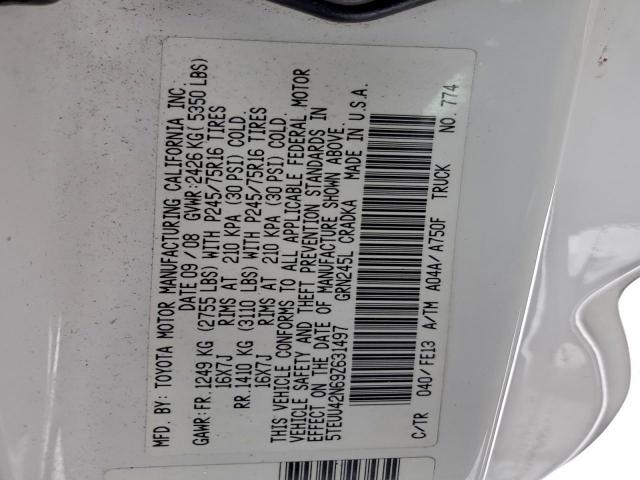 MFD. BY: TOYOTA MOTOR MANUFACTURING CALIFORNIA INC.
DATE 09/08 GVWR:2426 KG( 5350 LBS)
GAWR:FR.1249 KG (2755 LBS) WITH P245/75R16 TIRES
16X7J RIMS AT 210 KPA (30 PSI) COLD.
RR.1410 KG (3110 LBS) WITH P245/75R16 TIRES
16X7J RIMS AT 210 KPA (30 PSI) COLD.
THIS VEHICLE CONFORMS TO ALL APPLICABLE FEDERAL MOTOR
VEHICLE SAFETY AND THEFT PREVENTION STANDARDS IN
EFFECT ON THE DATE OF MANUFACTURE SHOWN ABOVE.
5TEUU42N69Z631497 GRN245L CRADKA MADE IN U.S.A.
C/TR 040/FE13 A/TM A04A/A750F TRUCK NO. 774